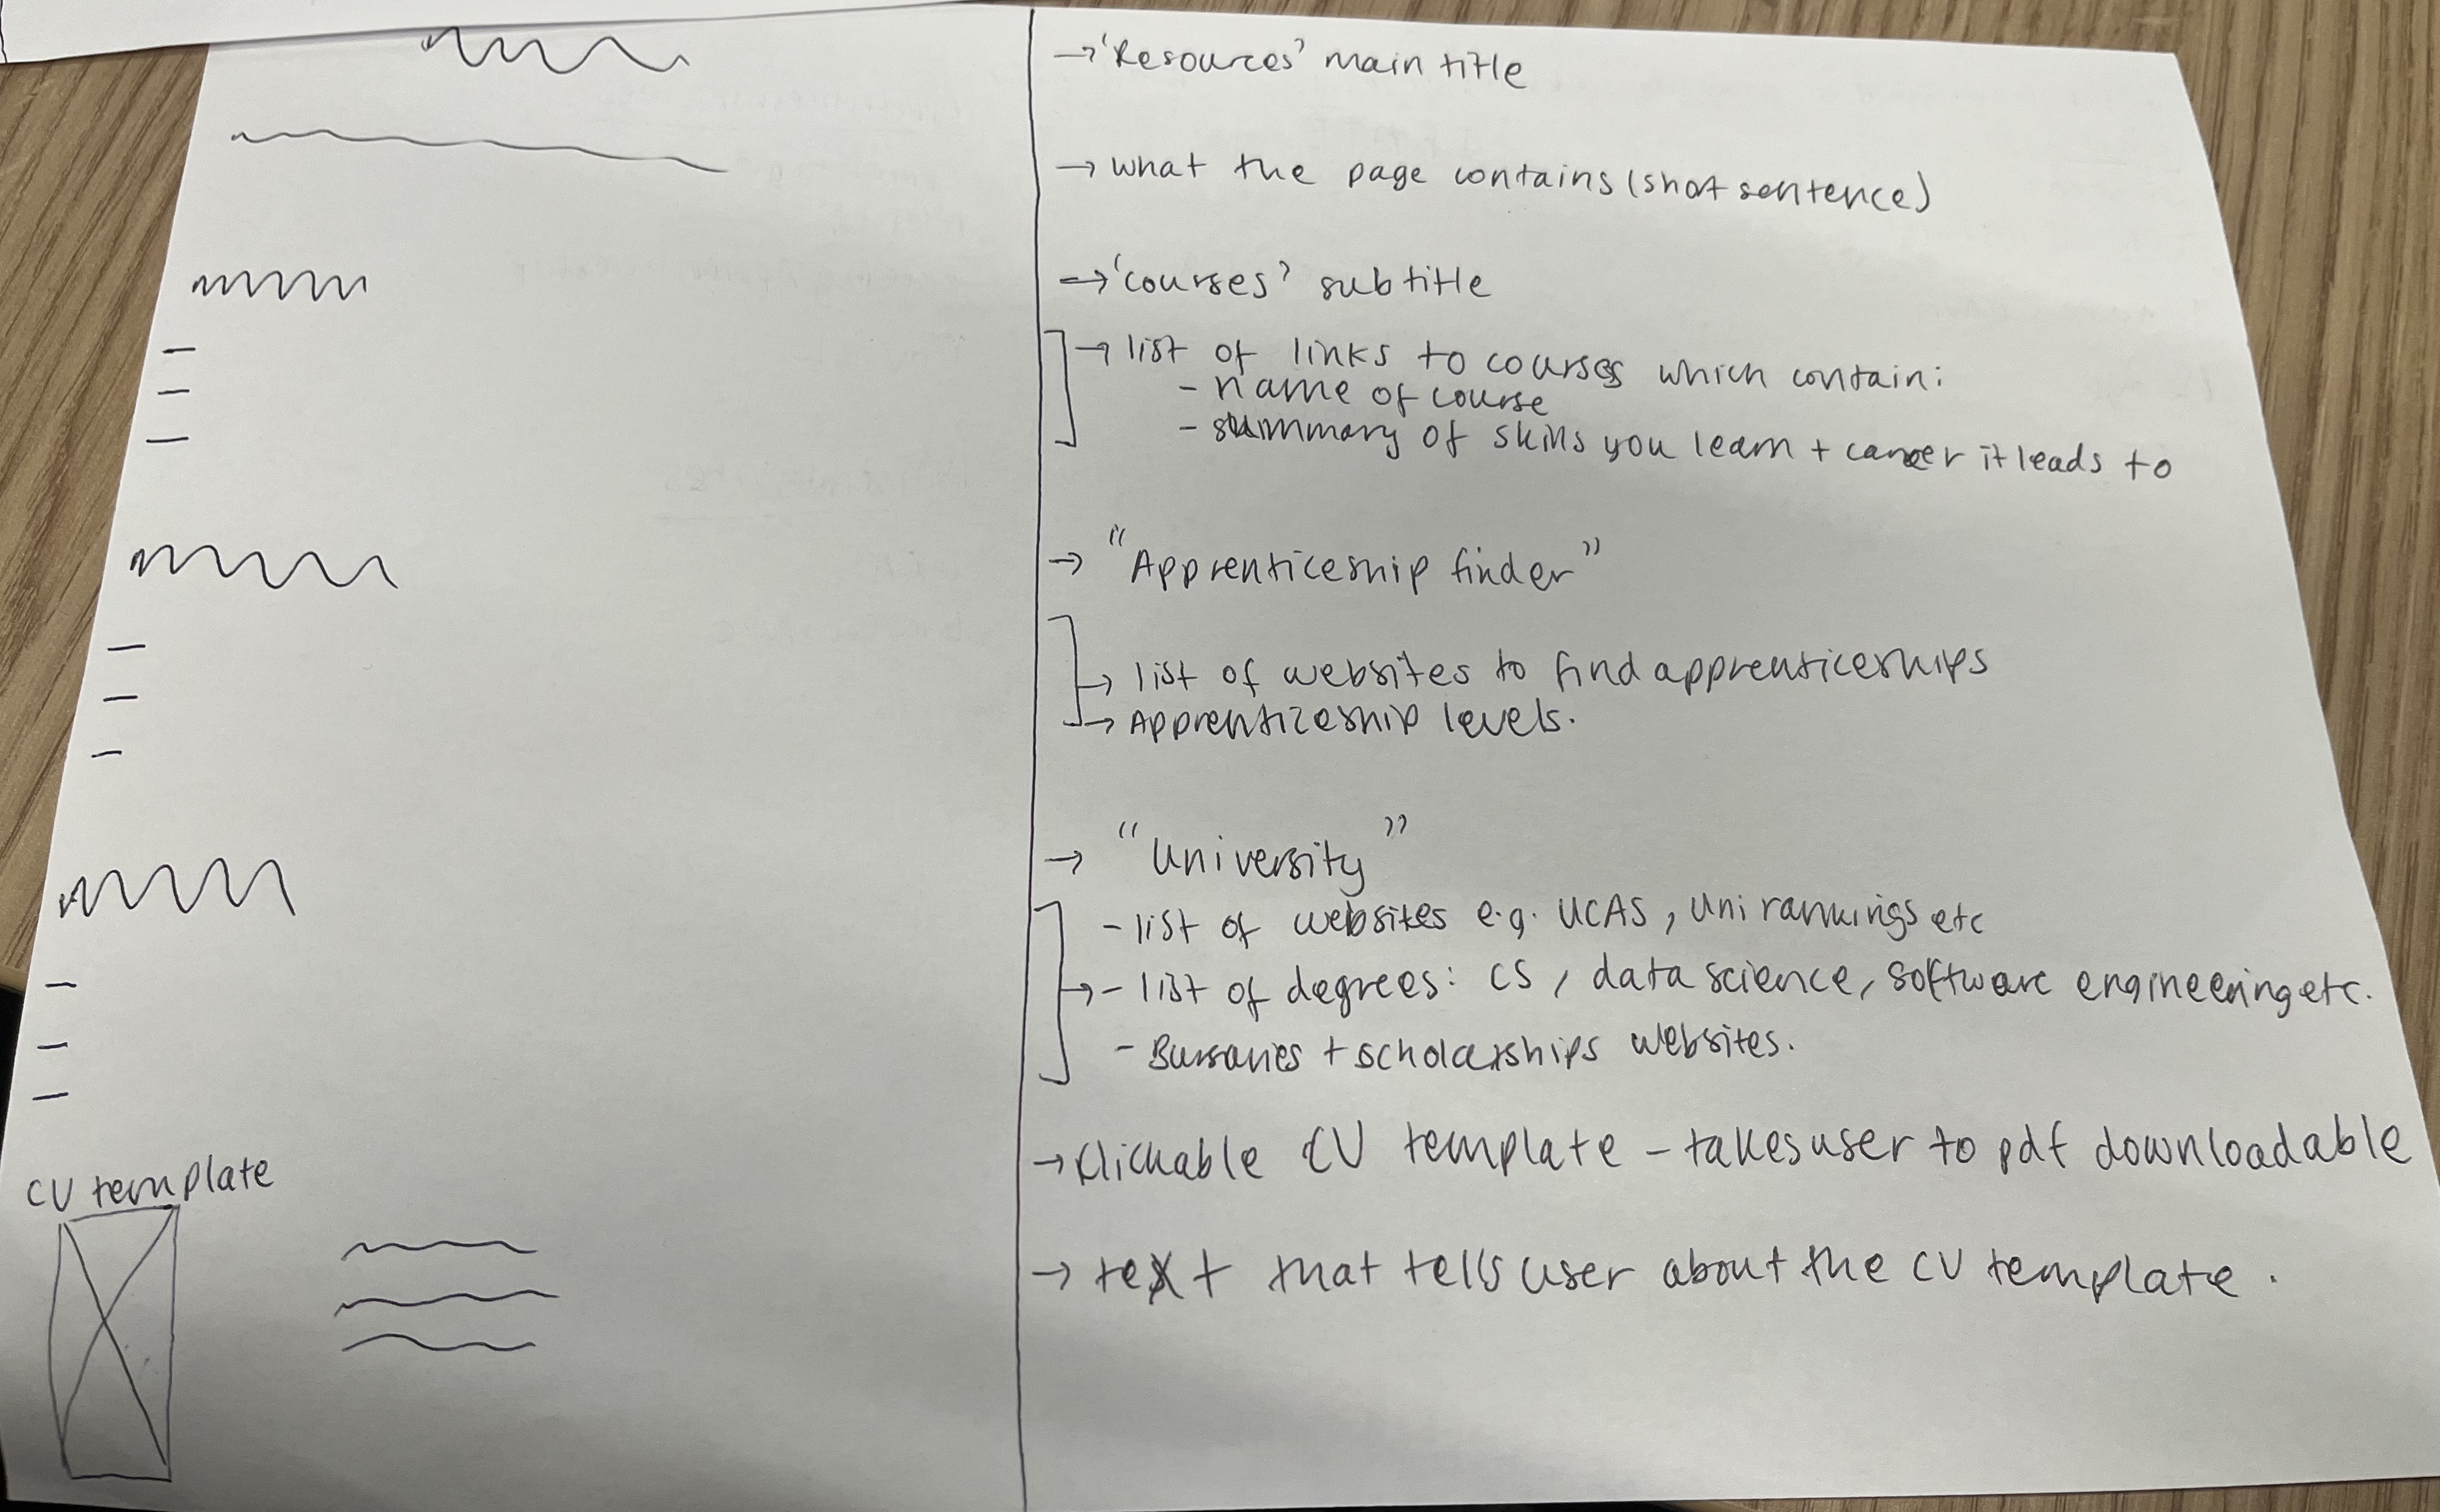 → 'Resources' main title
→ what the page contains (short sentence)
→ 'courses' subtitle
→ list of links to courses which contain:
- name of course
- summary of skills you learn + career it leads to
→ "Apprenticeship finder"
→ list of websites to find apprenticeships
→ Apprenticeship levels.
→ "University"
- list of websites e.g. UCAS, Uni rankings etc
→ - list of degrees: CS, data science, software engineering etc.
- Bursaries + scholarships websites.
→ Clickable CV template - takes user to pdf downloadable
CV template
→ text that tells user about the CV template.